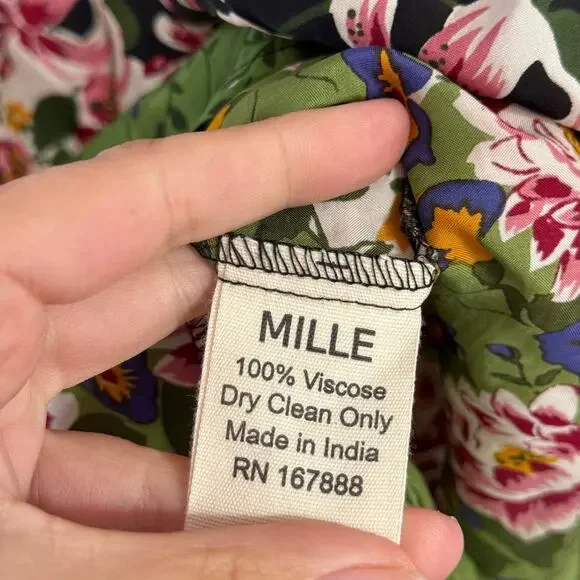 MILLE
100% Viscose
Dry Clean Only
Made in India
RN 167888